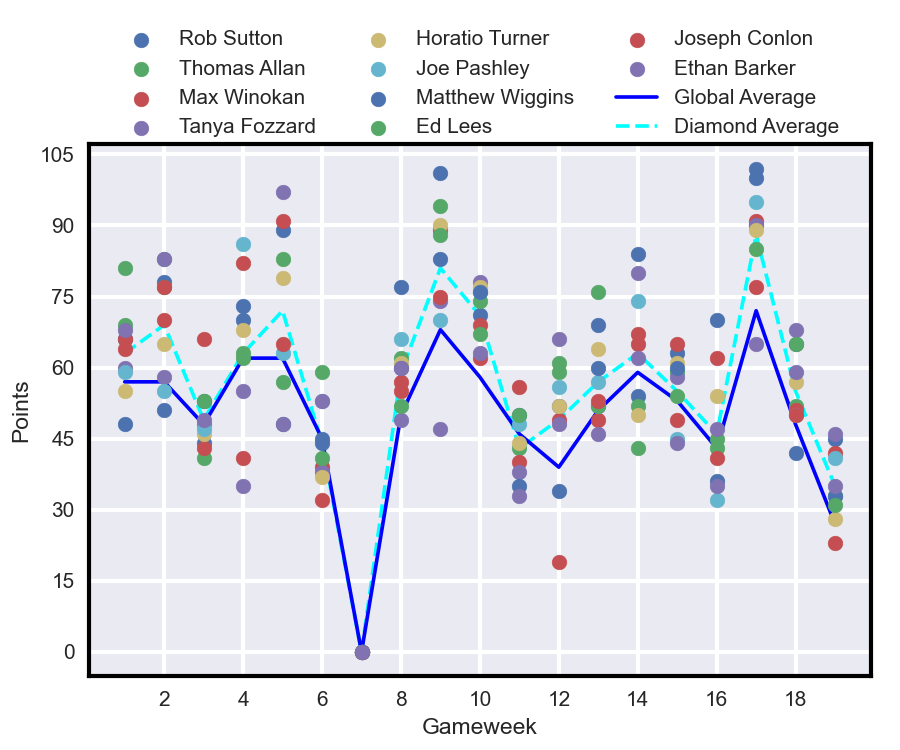 Rob Sutton
Thomas Allan
Max Winokan
Tanya Fozzard
Horatio Turner
Joe Pashley
Matthew Wiggins
Ed Lees
Joseph Conlon
Ethan Barker
Global Average
Diamond Average
105
90
75
60
45
30
15
0
Points
2 4 6 8 10 12 14 16 18
Gameweek